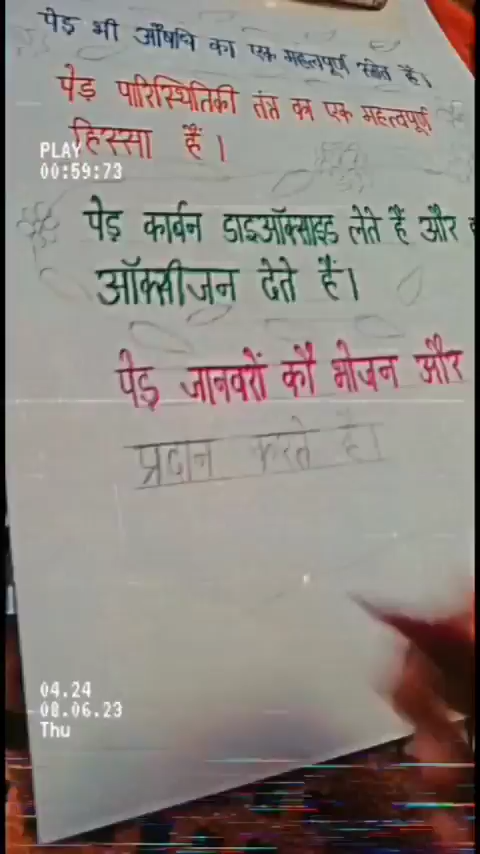 पेड़ भी औषधि का एक महत्वपूर्ण स्त्रोत है।
पेड़ पारिस्थितिकी तंत्र का एक महत्वपूर्ण
हिस्सा हैं।
PLAY
00:59:73
पेड़ कार्बन डाइऑक्साइड लेते हैं और
ऑक्सीजन देते हैं।
पेड़ जानवरों को भोजन और
प्रदान करते है।
04.24
08.06.23
Thu